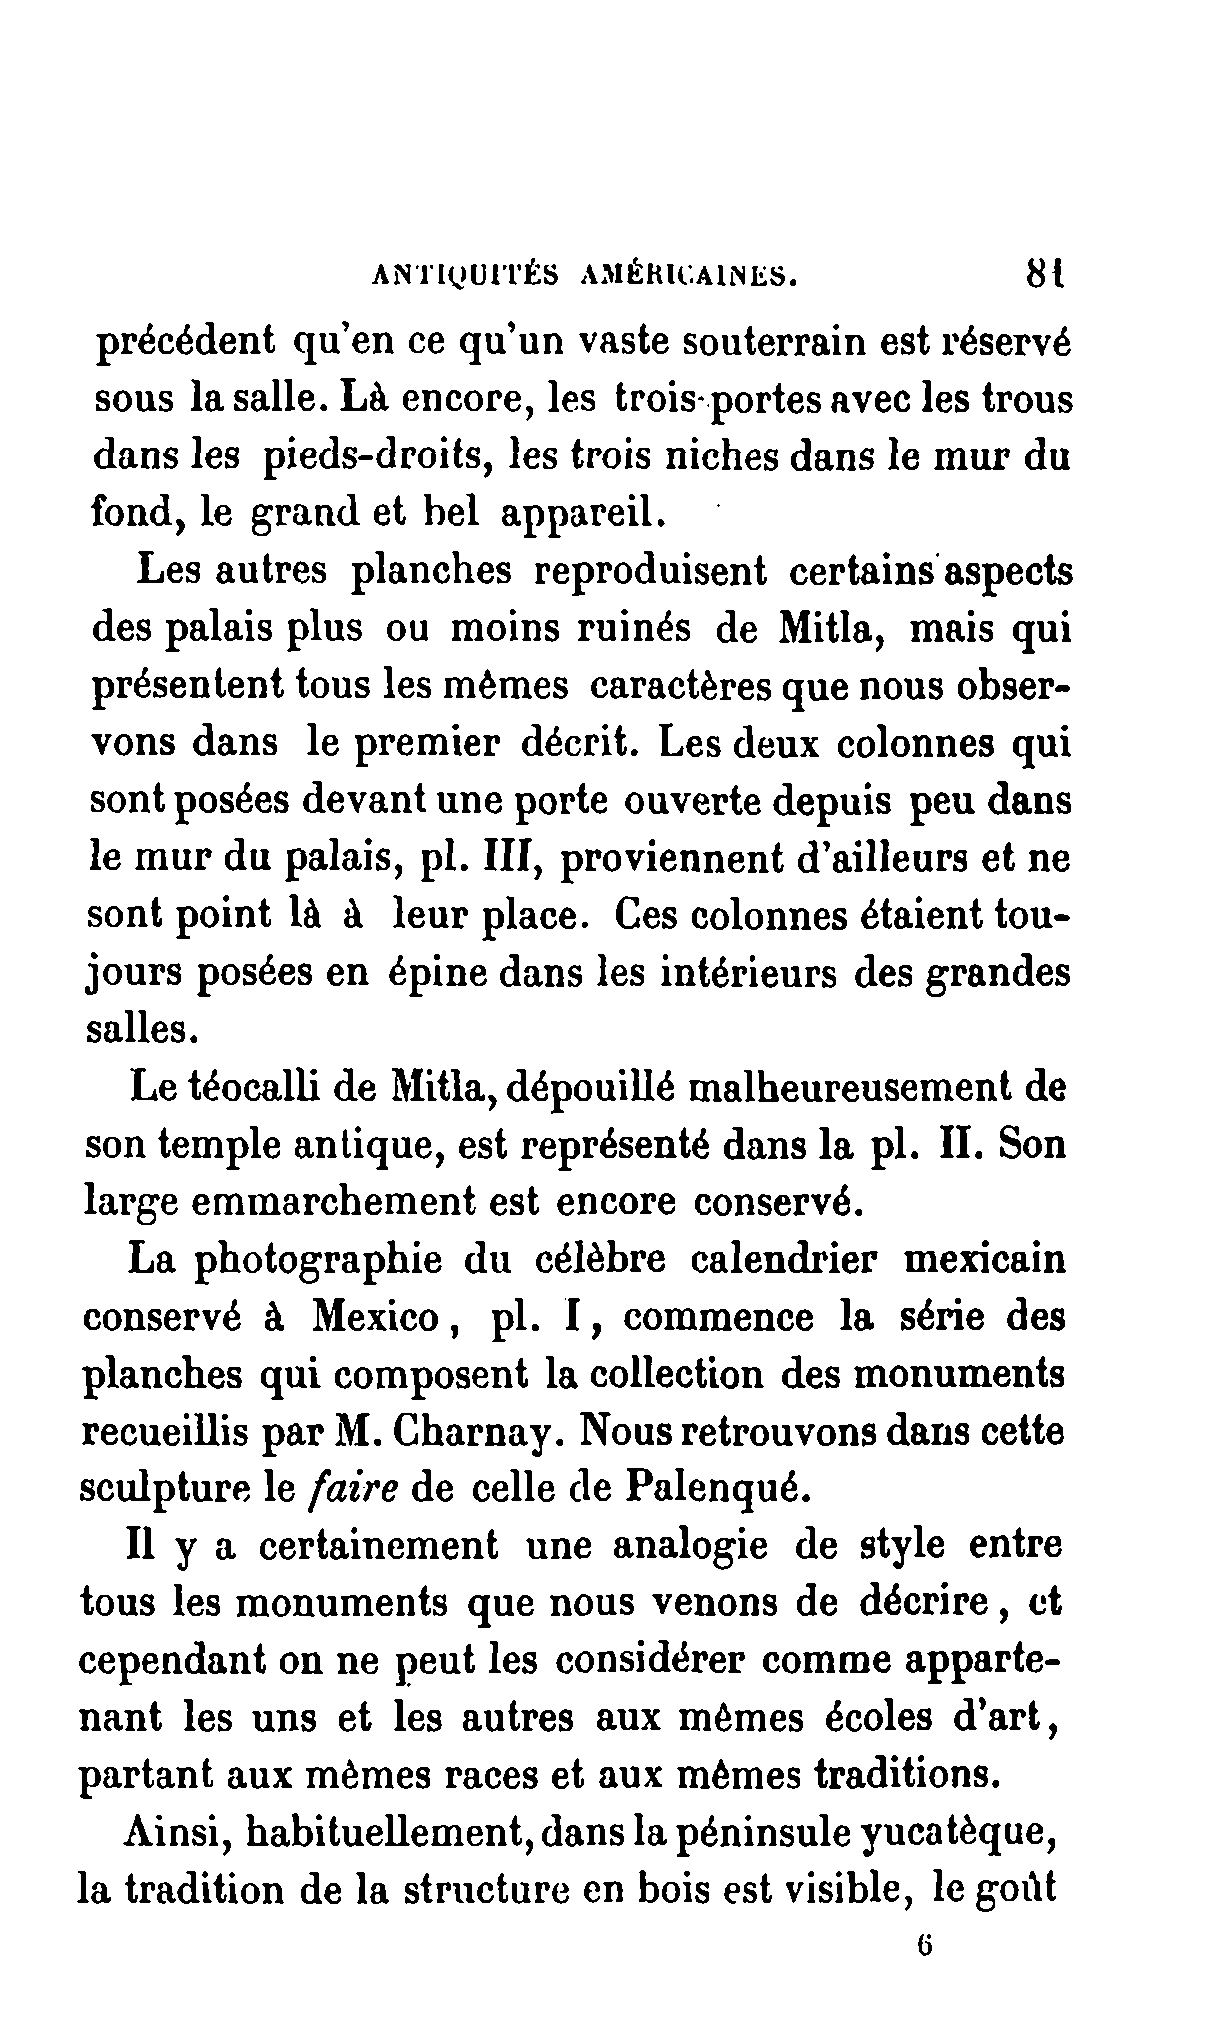 ANTIQUITÉS AMÉRICAINES. 81
précédent qu'en ce qu'un vaste souterrain est réservé
sous la salle. Là encore, les trois portes avec les trous
dans les pieds-droits, les trois niches dans le mur du
fond, le grand et bel appareil.
Les autres planches reproduisent certains aspects
des palais plus ou moins ruinés de Mitla, mais qui
présentent tous les mêmes caractères que nous obser-
vons dans le premier décrit. Les deux colonnes qui
sont posées devant une porte ouverte depuis peu dans
le mur du palais, pl. III, proviennent d'ailleurs et ne
sont point là à leur place. Ces colonnes étaient tou-
jours posées en épine dans les intérieurs des grandes
salles.
Le téocalli de Mitla, dépouillé malheureusement de
son temple antique, est représenté dans la pl. II. Son
large emmarchement est encore conservé.
La photographie du célèbre calendrier mexicain
conservé à Mexico, pl. I, commence la série des
planches qui composent la collection des monuments
recueillis par M. Charnay. Nous retrouvons dans cette
sculpture le faire de celle de Palenqué.
Il y a certainement une analogie de style entre
tous les monuments que nous venons de décrire, et
cependant on ne peut les considérer comme apparte-
nant les uns et les autres aux mêmes écoles d'art,
partant aux mêmes races et aux mêmes traditions.
Ainsi, habituellement, dans la péninsule yucatèque,
la tradition de la structure en bois est visible, le goût
6